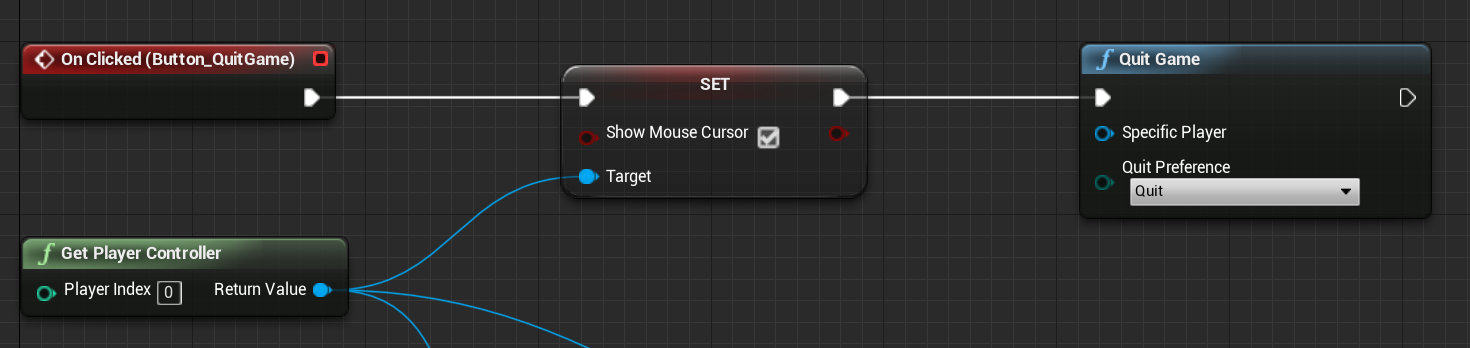 On Clicked (Button_QuitGame)
SET
Show Mouse Cursor
Target
Get Player Controller
Player Index 0 Return Value
Quit Game
Specific Player
Quit Preference
Quit